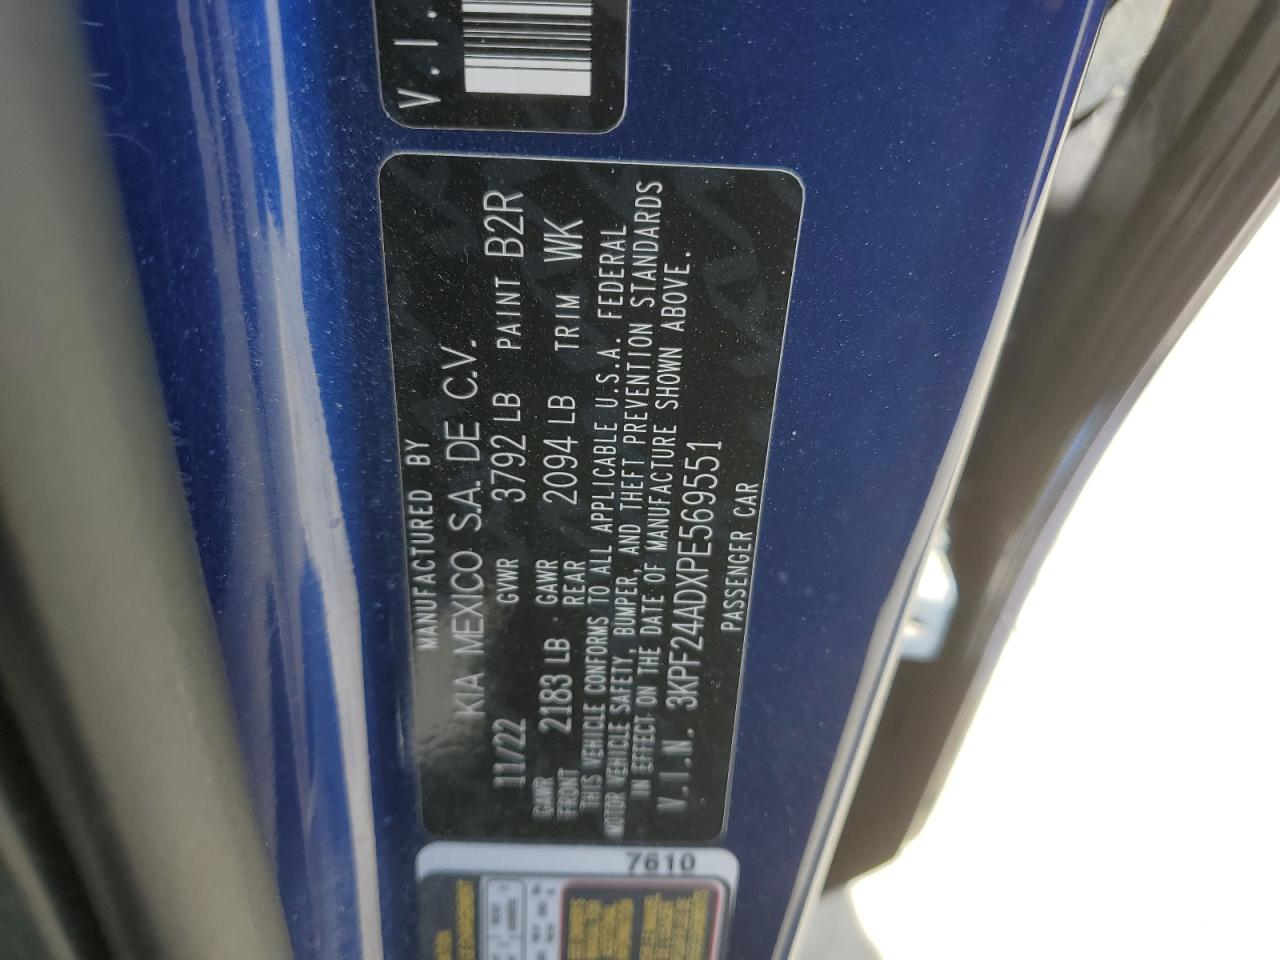 V.I.
MANUFACTURED BY
KIA MEXICO S.A. DE C.V.
11/22 GVWR 3792 LB PAINT B2R
GAWR FRONT 2183 LB GAWR REAR 2094 LB TRIM WK
THIS VEHICLE CONFORMS TO ALL APPLICABLE U.S.A. FEDERAL
MOTOR VEHICLE SAFETY, BUMPER, AND THEFT PREVENTION STANDARDS
IN EFFECT ON THE DATE OF MANUFACTURE SHOWN ABOVE.
V.I.N. 3KPF24ADXPE569551
PASSENGER CAR
7610